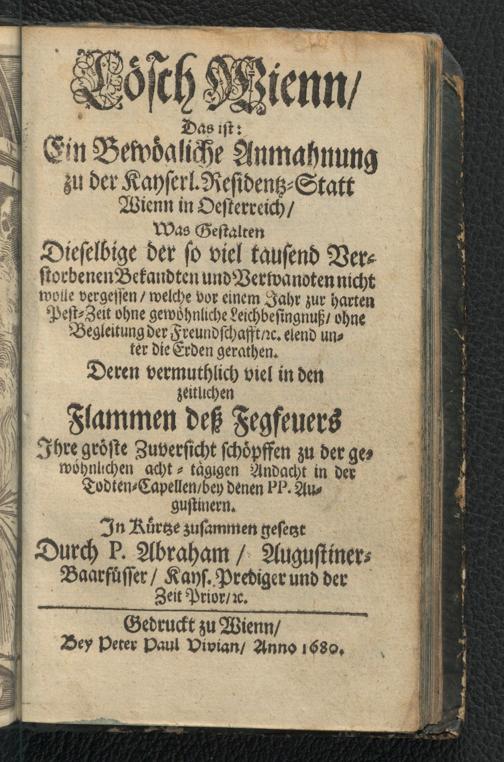 Lösch Wienn/
Das ist:
Ein Bewögliche Anmahnung
zu der Kayserl. Residentz-Statt
Wienn in Oesterreich/
Was Gestalten
Dieselbige der so viel tausend Ver-
storbenen Bekandten und Verwandten nicht
wolle vergessen/ welche vor einem Jahr zur harten
Pest-Zeit ohne gewöhnliche Leichbesingnuß/ ohne
Begleitung der Freundschafft/ꝛc. elend un-
ter die Erden gerathen.
Deren vermuthlich viel in den
zeitlichen
Flammen deß Fegfeuers
Ihre gröste Zuversicht schöpffen zu der ge-
wöhnlichen acht-tägigen Andacht in der
Todten-Capellen/bey denen PP. Au-
gustinern.
In Kürtze zusammen gesetzt
Durch P. Abraham/ Augustiner-
Baarfüsser/ Kays. Prediger und der
Zeit Prior/ꝛc.
Gedruckt zu Wienn/
Bey Peter Paul Vivian/ Anno 1680.